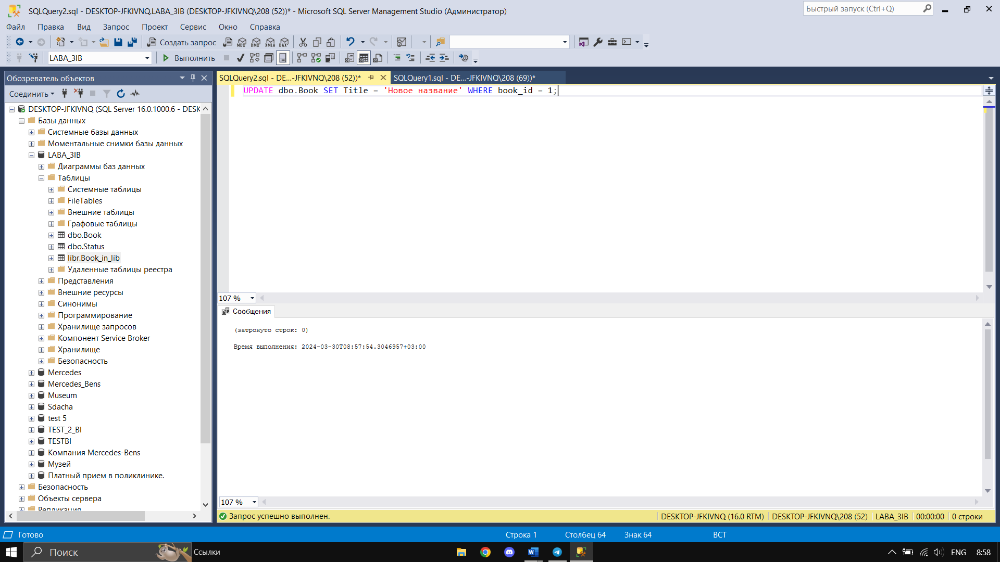 SQLQuery2.sql - DESKTOP-JFKIVNQ.LABA_3IB (DESKTOP-JFKIVNQ\208 (52))* - Microsoft SQL Server Management Studio (Администратор)
Быстрый запуск (Ctrl+Q)
Файл Правка Вид Запрос Проект Сервис Окно Справка
Создать запрос
MDX DMX XMLA DAX
LABA_3IB
Выполнить
Обозреватель объектов
Соединить
DESKTOP-JFKIVNQ (SQL Server 16.0.1000.6 - DESK
Базы данных
Системные базы данных
Моментальные снимки базы данных
LABA_3IB
Диаграммы баз данных
Таблицы
Системные таблицы
FileTables
Внешние таблицы
Графовые таблицы
dbo.Book
dbo.Status
libr.Book_in_lib
Удаленные таблицы реестра
Представления
Внешние ресурсы
Синонимы
Программирование
Хранилище запросов
Компонент Service Broker
Хранилище
Безопасность
Mercedes
Mercedes_Bens
Museum
Sdacha
test 5
TEST_2_BI
TESTBI
Компания Mercedes-Bens
Музей
Платный прием в поликлинике.
Безопасность
Объекты сервера
Репликация
SQLQuery2.sql - DE...-JFKIVNQ\208 (52))*
SQLQuery1.sql - DE...-JFKIVNQ\208 (69))*
UPDATE dbo.Book SET Title = 'Новое название' WHERE book_id = 1;
107 %
Сообщения
(затронуто строк: 0)
Время выполнения: 2024-03-30T08:57:54.3046957+03:00
107 %
Запрос успешно выполнен.
DESKTOP-JFKIVNQ (16.0 RTM) DESKTOP-JFKIVNQ\208 (52) LABA_3IB 00:00:00 0 строки
Готово
Строка 1 Столбец 64 Знак 64 ВСТ
Поиск
Ссылки
ENG 8:58